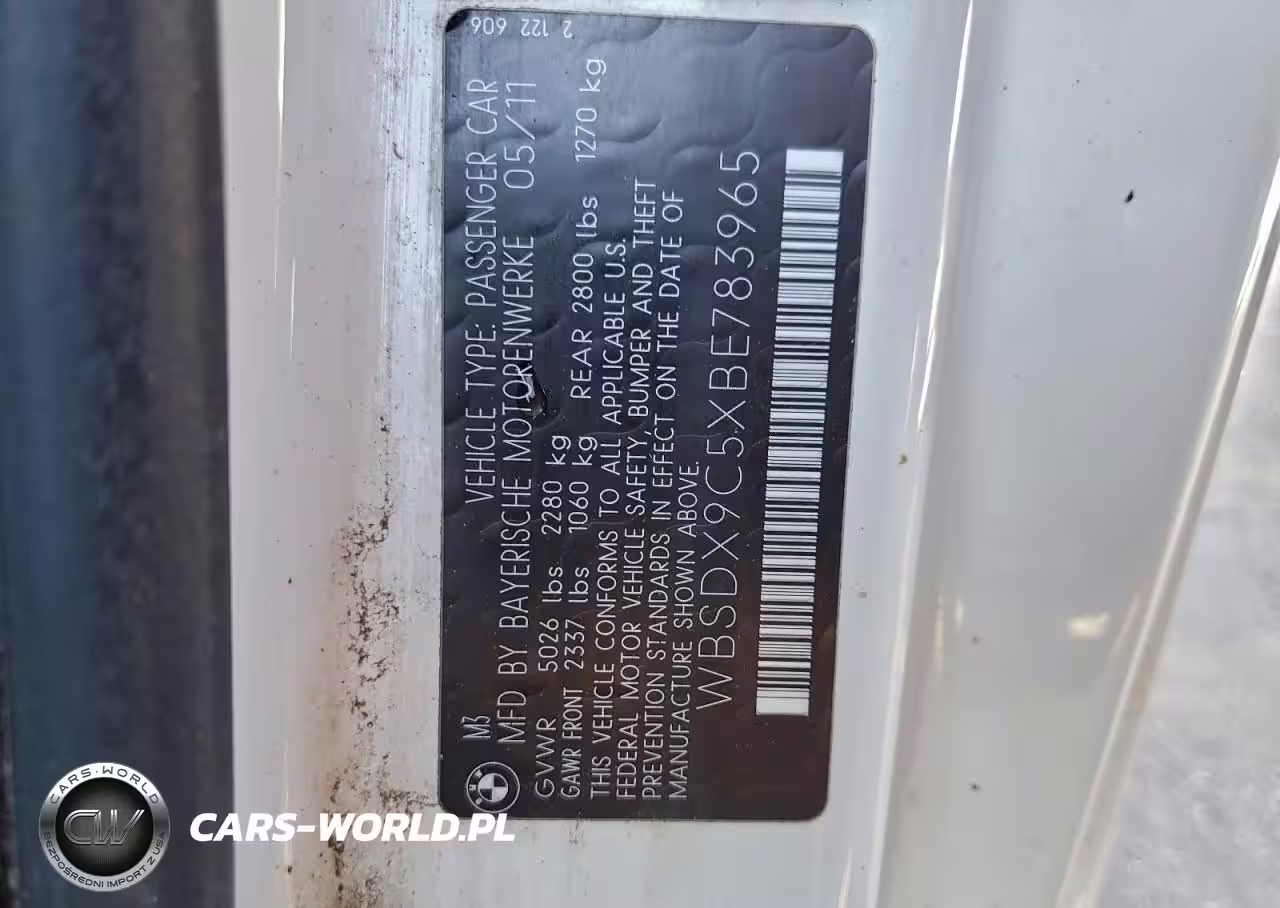 2 122 606
M3 VEHICLE TYPE: PASSENGER CAR
MFD BY BAYERISCHE MOTORENWERKE 05/11
GVWR 5026 lbs 2280 kg
GAWR FRONT 2337 lbs 1060 kg REAR 2800 lbs 1270 kg
THIS VEHICLE CONFORMS TO ALL APPLICABLE U.S.
FEDERAL MOTOR VEHICLE SAFETY, BUMPER AND THEFT
PREVENTION STANDARDS IN EFFECT ON THE DATE OF
MANUFACTURE SHOWN ABOVE.
WBSDX9C5XBE783965
CARS-WORLD
CW
BEZPOŚREDNI IMPORT Z USA
CARS-WORLD.PL